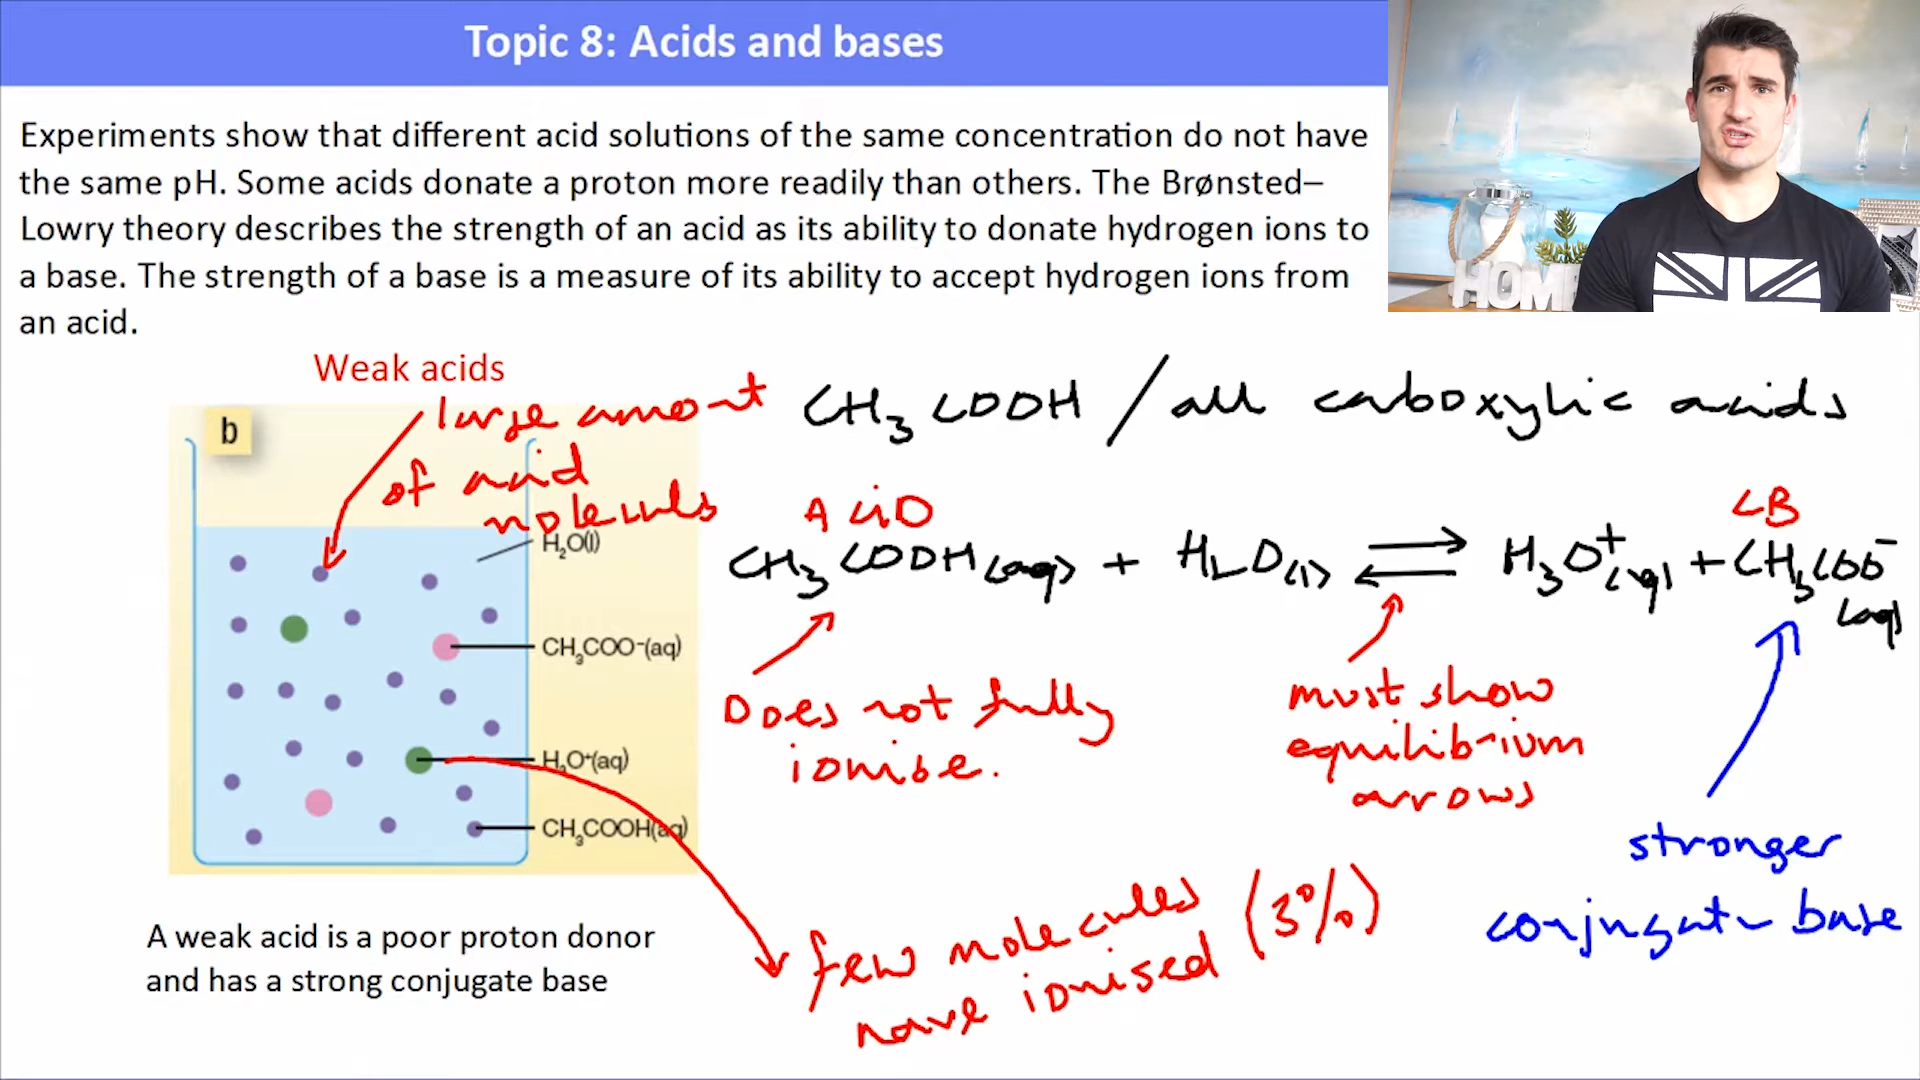 Topic 8: Acids and bases
Experiments show that different acid solutions of the same concentration do not have
the same pH. Some acids donate a proton more readily than others. The Brønsted–
Lowry theory describes the strength of an acid as its ability to donate hydrogen ions to
a base. The strength of a base is a measure of its ability to accept hydrogen ions from
an acid.
HOME
Weak acids
large amount
of acid
molecules
CH₃COOH / all carboxylic acids
b
H₂O(l)
CH₃COO⁻(aq)
H₃O⁺(aq)
CH₃COOH(aq)
ACiD
CB
CH₃COOH(aq) + H₂O(l) ⇌ H₃O⁺(aq) + CH₃COO⁻(aq)
Does not fully
ionise.
must show
equilibrium
arrows
stronger
conjugate base
few molecules
have ionised (3%)
A weak acid is a poor proton donor
and has a strong conjugate base